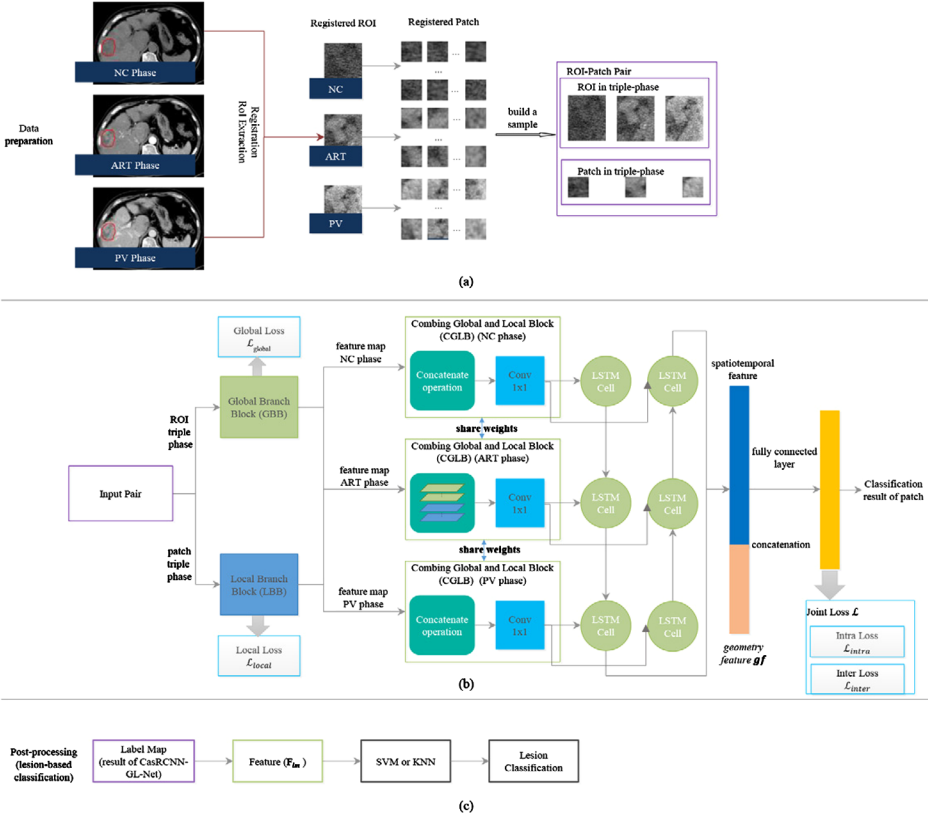 Registered ROI
Registered Patch
NC Phase
NC
ROI-Patch Pair
ROI in triple-phase
Data
preparation
ART Phase
Registration
RoI Extraction
ART
build a
sample
Patch in triple-phase
PV Phase
PV
...
...
...
...
...
...
...
...
...
(a)
Global Loss
ℒglobal
Global Branch
Block (GBB)
ROI
triple
phase
Input Pair
patch
triple
phase
Local Branch
Block (LBB)
Local Loss
ℒlocal
feature map
NC phase
feature map
ART phase
feature map
PV phase
Combing Global and Local Block
(CGLB) (NC phase)
Concatenate
operation
Conv
1x1
share weights
Combing Global and Local Block
(CGLB) (ART phase)
Conv
1x1
share weights
Combing Global and Local Block
(CGLB) (PV phase)
Concatenate
operation
Conv
1x1
LSTM
Cell
LSTM
Cell
LSTM
Cell
LSTM
Cell
LSTM
Cell
LSTM
Cell
spatiotemporal
feature
fully connected
layer
Classification
result of patch
concatenation
geometry
feature gf
Joint Loss ℒ
Intra Loss
ℒintra
Inter Loss
ℒinter
(b)
Post-processing
(lesion-based
classification)
Label Map
(result of CasRCNN-
GL-Net)
Feature (Fim )
SVM or KNN
Lesion
Classification
(c)